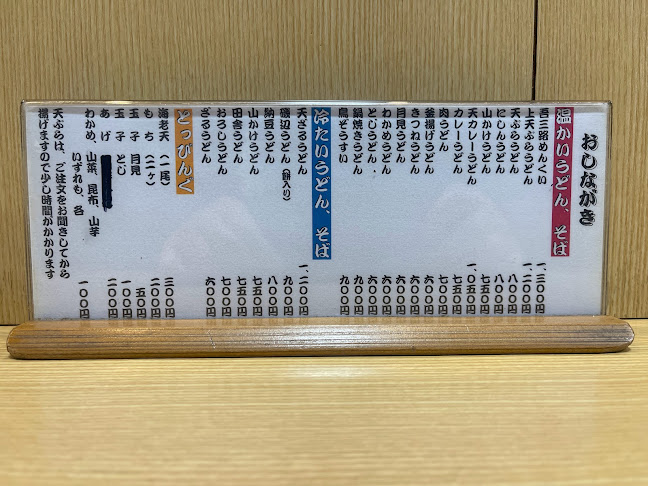 おしながき
温かいうどん、そば
吉三路めんくい 一、三〇〇円
上天ぷらうどん 一、二〇〇円
天ぷらうどん 八〇〇円
にしんうどん 八〇〇円
山かけうどん 七五〇円
天カレーうどん 一、〇五〇円
カレーうどん 七五〇円
肉うどん 七〇〇円
釜揚げうどん 六〇〇円
きつねうどん 六〇〇円
月見うどん 六〇〇円
わかめうどん 六〇〇円
とじうどん 六〇〇円
鍋焼きうどん 九〇〇円
鳥ぞうすい 九〇〇円
冷たいうどん、そば
天ざるうどん 一、二〇〇円
磯辺うどん(餅入り) 九〇〇円
納豆うどん 八〇〇円
山かけうどん 七五〇円
田舎うどん 七五〇円
おろしうどん 七〇〇円
ざるうどん 六〇〇円
とっぴんぐ
海老天(一尾) 三〇〇円
もち(二ヶ) 二〇〇円
玉子 月見 五〇円
玉子 とじ 一〇〇円
あげ 二〇〇円
わかめ、山菜、昆布、山芋
いずれも、各 一〇〇円
天ぷらは、ご注文をお聞きしてから
揚げますので少し時間がかかります